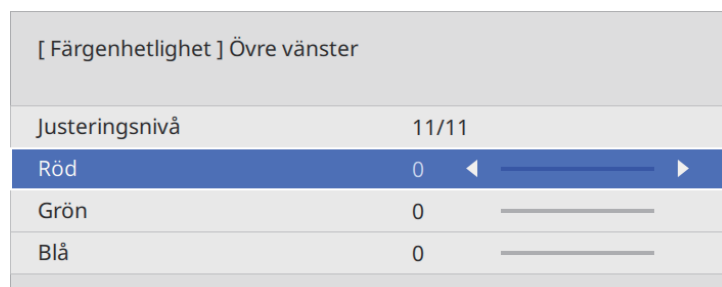 [ Färgenhetlighet ] Övre vänster
Justeringsnivå 11/11
Röd 0
Grön 0
Blå 0